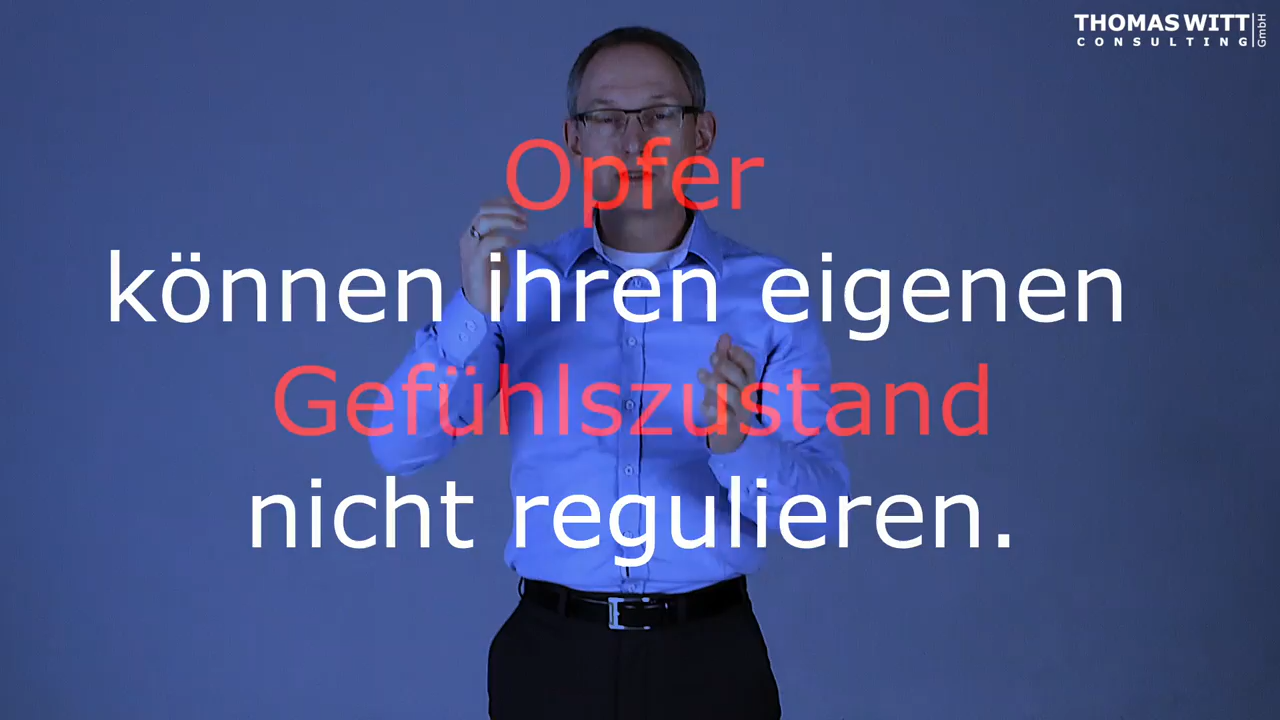 THOMAS WITT GmbH
CONSULTING
Opfer
können ihren eigenen
Gefühlszustand
nicht regulieren.